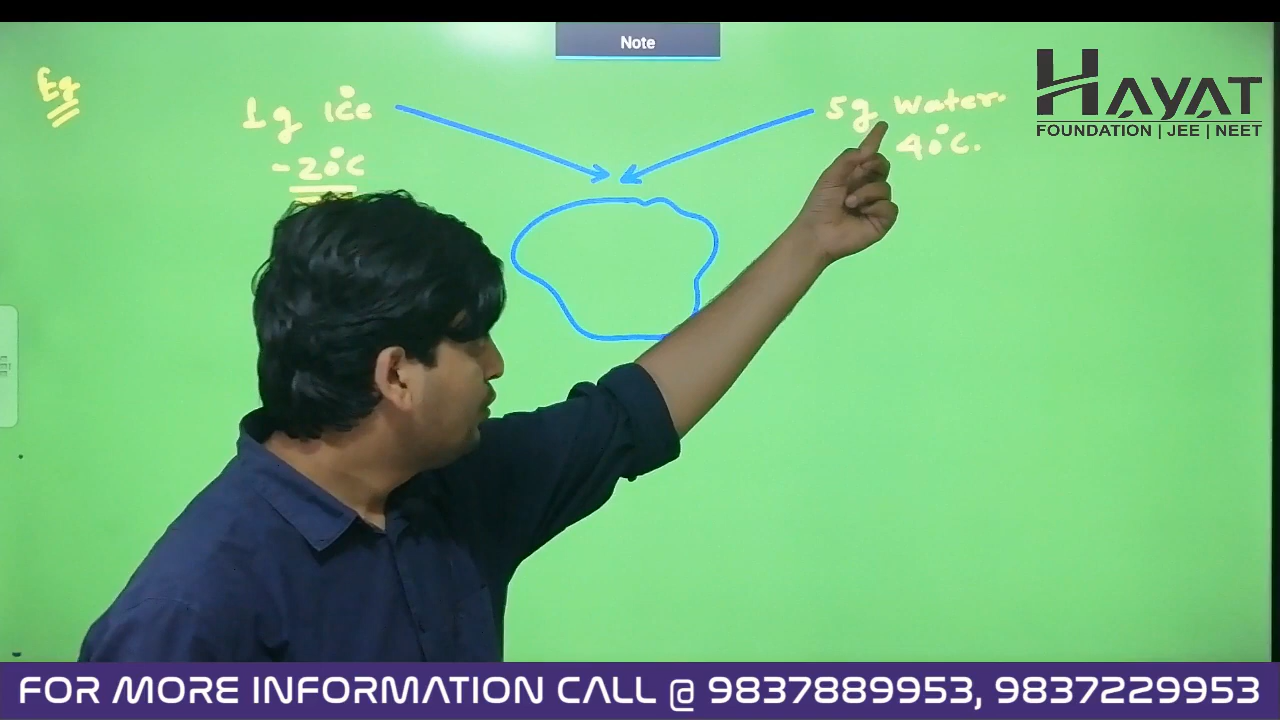 Note
Eg
1g ice
-20°C
5g water.
40°C.
HAYAT
FOUNDATION | JEE | NEET
FOR MORE INFORMATION CALL @ 9837889953, 9837229953